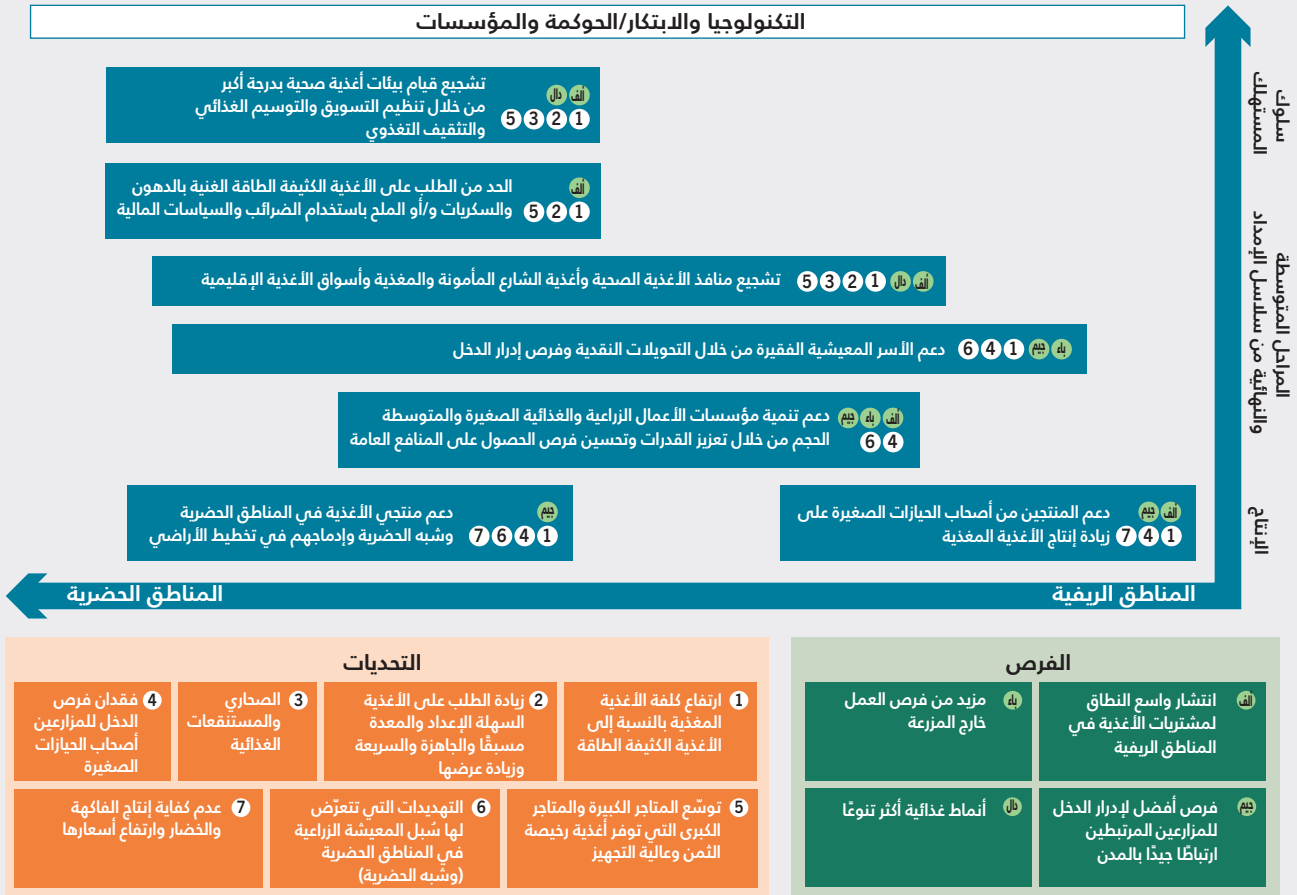 التكنولوجيا والابتكار/الحوكمة والمؤسسات
سلوك
المستهلك
المراحل المتوسطة
والنهائية من سلاسل الإمداد
الإنتاج
ألف دال
1 2 3 5
تشجيع قيام بيئات أغذية صحية بدرجة أكبر
من خلال تنظيم التسويق والتوسيم الغذائي
والتثقيف التغذوي
ألف
1 2 5
الحد من الطلب على الأغذية الكثيفة الطاقة الغنية بالدهون
والسكريات و/أو الملح باستخدام الضرائب والسياسات المالية
ألف دال 1 2 3 5 تشجيع منافذ الأغذية الصحية وأغذية الشارع المأمونة والمغذية وأسواق الأغذية الإقليمية
باء جيم 1 4 6 دعم الأسر المعيشية الفقيرة من خلال التحويلات النقدية وفرص إدرار الدخل
ألف باء جيم
4 6
دعم تنمية مؤسسات الأعمال الزراعية والغذائية الصغيرة والمتوسطة
الحجم من خلال تعزيز القدرات وتحسين فرص الحصول على المنافع العامة
ألف جيم
1 4 7
دعم المنتجين من أصحاب الحيازات الصغيرة على
زيادة إنتاج الأغذية المغذية
جيم
1 4 6 7
دعم منتجي الأغذية في المناطق الحضرية
وشبه الحضرية وإدماجهم في تخطيط الأراضي
المناطق الريفية
المناطق الحضرية
الفرص
ألف انتشار واسع النطاق
لمشتريات الأغذية في
المناطق الريفية
باء مزيد من فرص العمل
خارج المزرعة
جيم فرص أفضل لإدرار الدخل
للمزارعين المرتبطين
ارتباطًا جيدًا بالمدن
دال أنماط غذائية أكثر تنوعًا
التحديات
1 ارتفاع كلفة الأغذية
المغذية بالنسبة إلى
الأغذية الكثيفة الطاقة
2 زيادة الطلب على الأغذية
السهلة الإعداد والمعدة
مسبقًا والجاهزة والسريعة
وزيادة عرضها
3 الصحاري
والمستنقعات
الغذائية
4 فقدان فرص
الدخل للمزارعين
أصحاب الحيازات
الصغيرة
5 توسّع المتاجر الكبيرة والمتاجر
الكبرى التي توفر أغذية رخيصة
الثمن وعالية التجهيز
6 التهديدات التي تتعرّض
لها سُبل المعيشة الزراعية
في المناطق الحضرية
(وشبه الحضرية)
7 عدم كفاية إنتاج الفاكهة
والخضار وارتفاع أسعارها